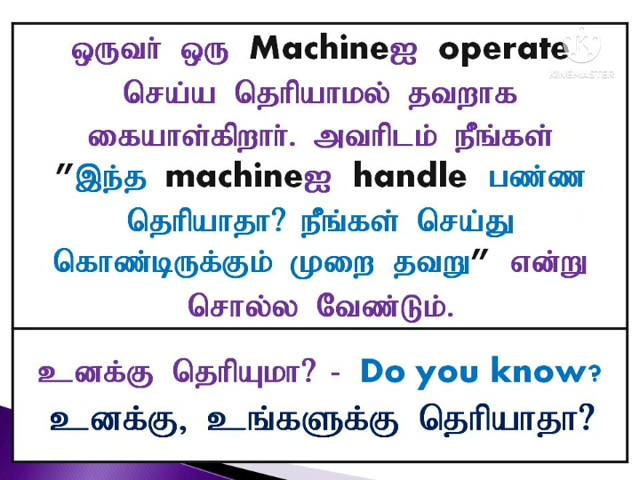 ஒருவர் ஒரு Machineஐ operate
KINEMASTER
செய்ய தெரியாமல் தவறாக
கையாள்கிறார். அவரிடம் நீங்கள்
"இந்த machineஐ handle பண்ண
தெரியாதா? நீங்கள் செய்து
கொண்டிருக்கும் முறை தவறு" என்று
சொல்ல வேண்டும்.
உனக்கு தெரியுமா? - Do you know?
உனக்கு, உங்களுக்கு தெரியாதா?